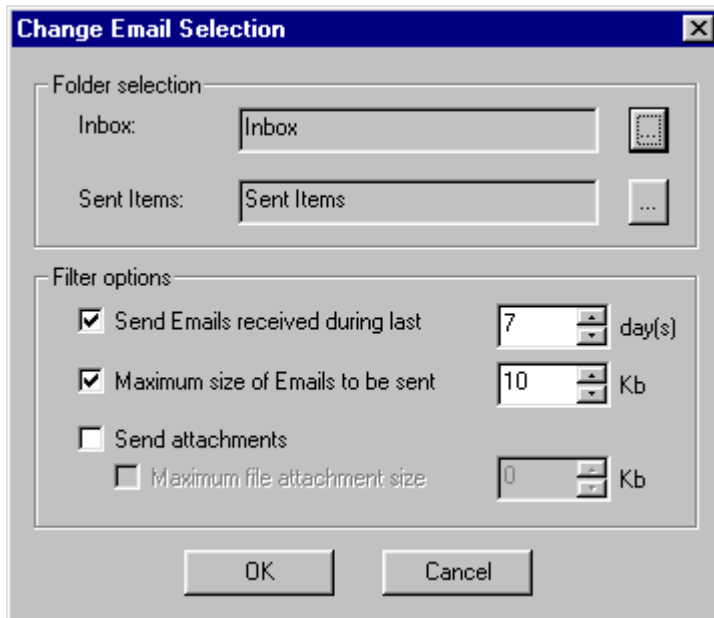 Change Email Selection
Folder selection
Inbox: Inbox ...
Sent Items: Sent Items ...
Filter options
Send Emails received during last 7 day(s)
Maximum size of Emails to be sent 10 Kb
Send attachments
Maximum file attachment size 0 Kb
OK Cancel